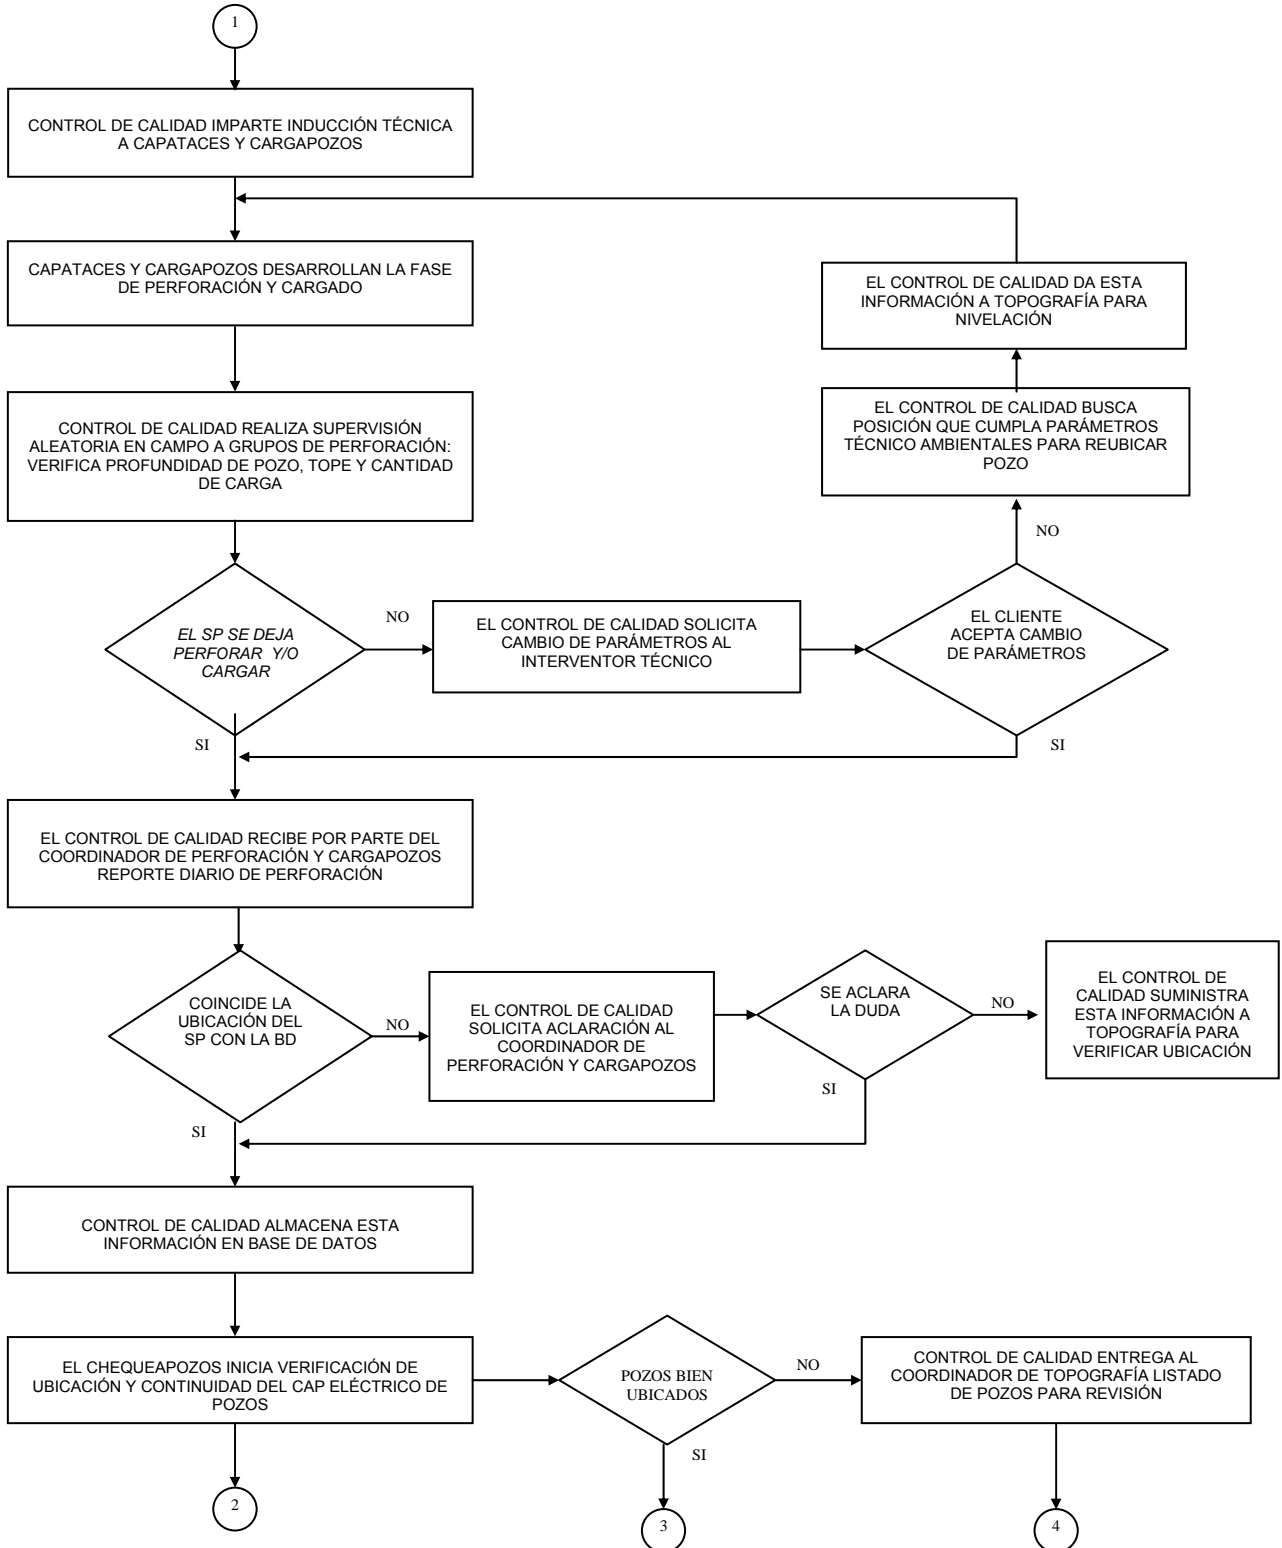 1
CONTROL DE CALIDAD IMPARTE INDUCCIÓN TÉCNICA
A CAPATACES Y CARGAPOZOS
CAPATACES Y CARGAPOZOS DESARROLLAN LA FASE
DE PERFORACIÓN Y CARGADO
EL CONTROL DE CALIDAD DA ESTA
INFORMACIÓN A TOPOGRAFÍA PARA
NIVELACIÓN
CONTROL DE CALIDAD REALIZA SUPERVISIÓN
ALEATORIA EN CAMPO A GRUPOS DE PERFORACIÓN:
VERIFICA PROFUNDIDAD DE POZO, TOPE Y CANTIDAD
DE CARGA
EL CONTROL DE CALIDAD BUSCA
POSICIÓN QUE CUMPLA PARÁMETROS
TÉCNICO AMBIENTALES PARA REUBICAR
POZO
NO
EL SP SE DEJA
PERFORAR Y/O
CARGAR
NO
EL CONTROL DE CALIDAD SOLICITA
CAMBIO DE PARÁMETROS AL
INTERVENTOR TÉCNICO
EL CLIENTE
ACEPTA CAMBIO
DE PARÁMETROS
SI
SI
EL CONTROL DE CALIDAD RECIBE POR PARTE DEL
COORDINADOR DE PERFORACIÓN Y CARGAPOZOS
REPORTE DIARIO DE PERFORACIÓN
COINCIDE LA
UBICACIÓN DEL
SP CON LA BD
NO
EL CONTROL DE CALIDAD
SOLICITA ACLARACIÓN AL
COORDINADOR DE
PERFORACIÓN Y CARGAPOZOS
SE ACLARA
LA DUDA
NO
EL CONTROL DE
CALIDAD SUMINISTRA
ESTA INFORMACIÓN A
TOPOGRAFÍA PARA
VERIFICAR UBICACIÓN
SI
SI
CONTROL DE CALIDAD ALMACENA ESTA
INFORMACIÓN EN BASE DE DATOS
EL CHEQUEAPOZOS INICIA VERIFICACIÓN DE
UBICACIÓN Y CONTINUIDAD DEL CAP ELÉCTRICO DE
POZOS
POZOS BIEN
UBICADOS
NO
CONTROL DE CALIDAD ENTREGA AL
COORDINADOR DE TOPOGRAFÍA LISTADO
DE POZOS PARA REVISIÓN
SI
2
3
4